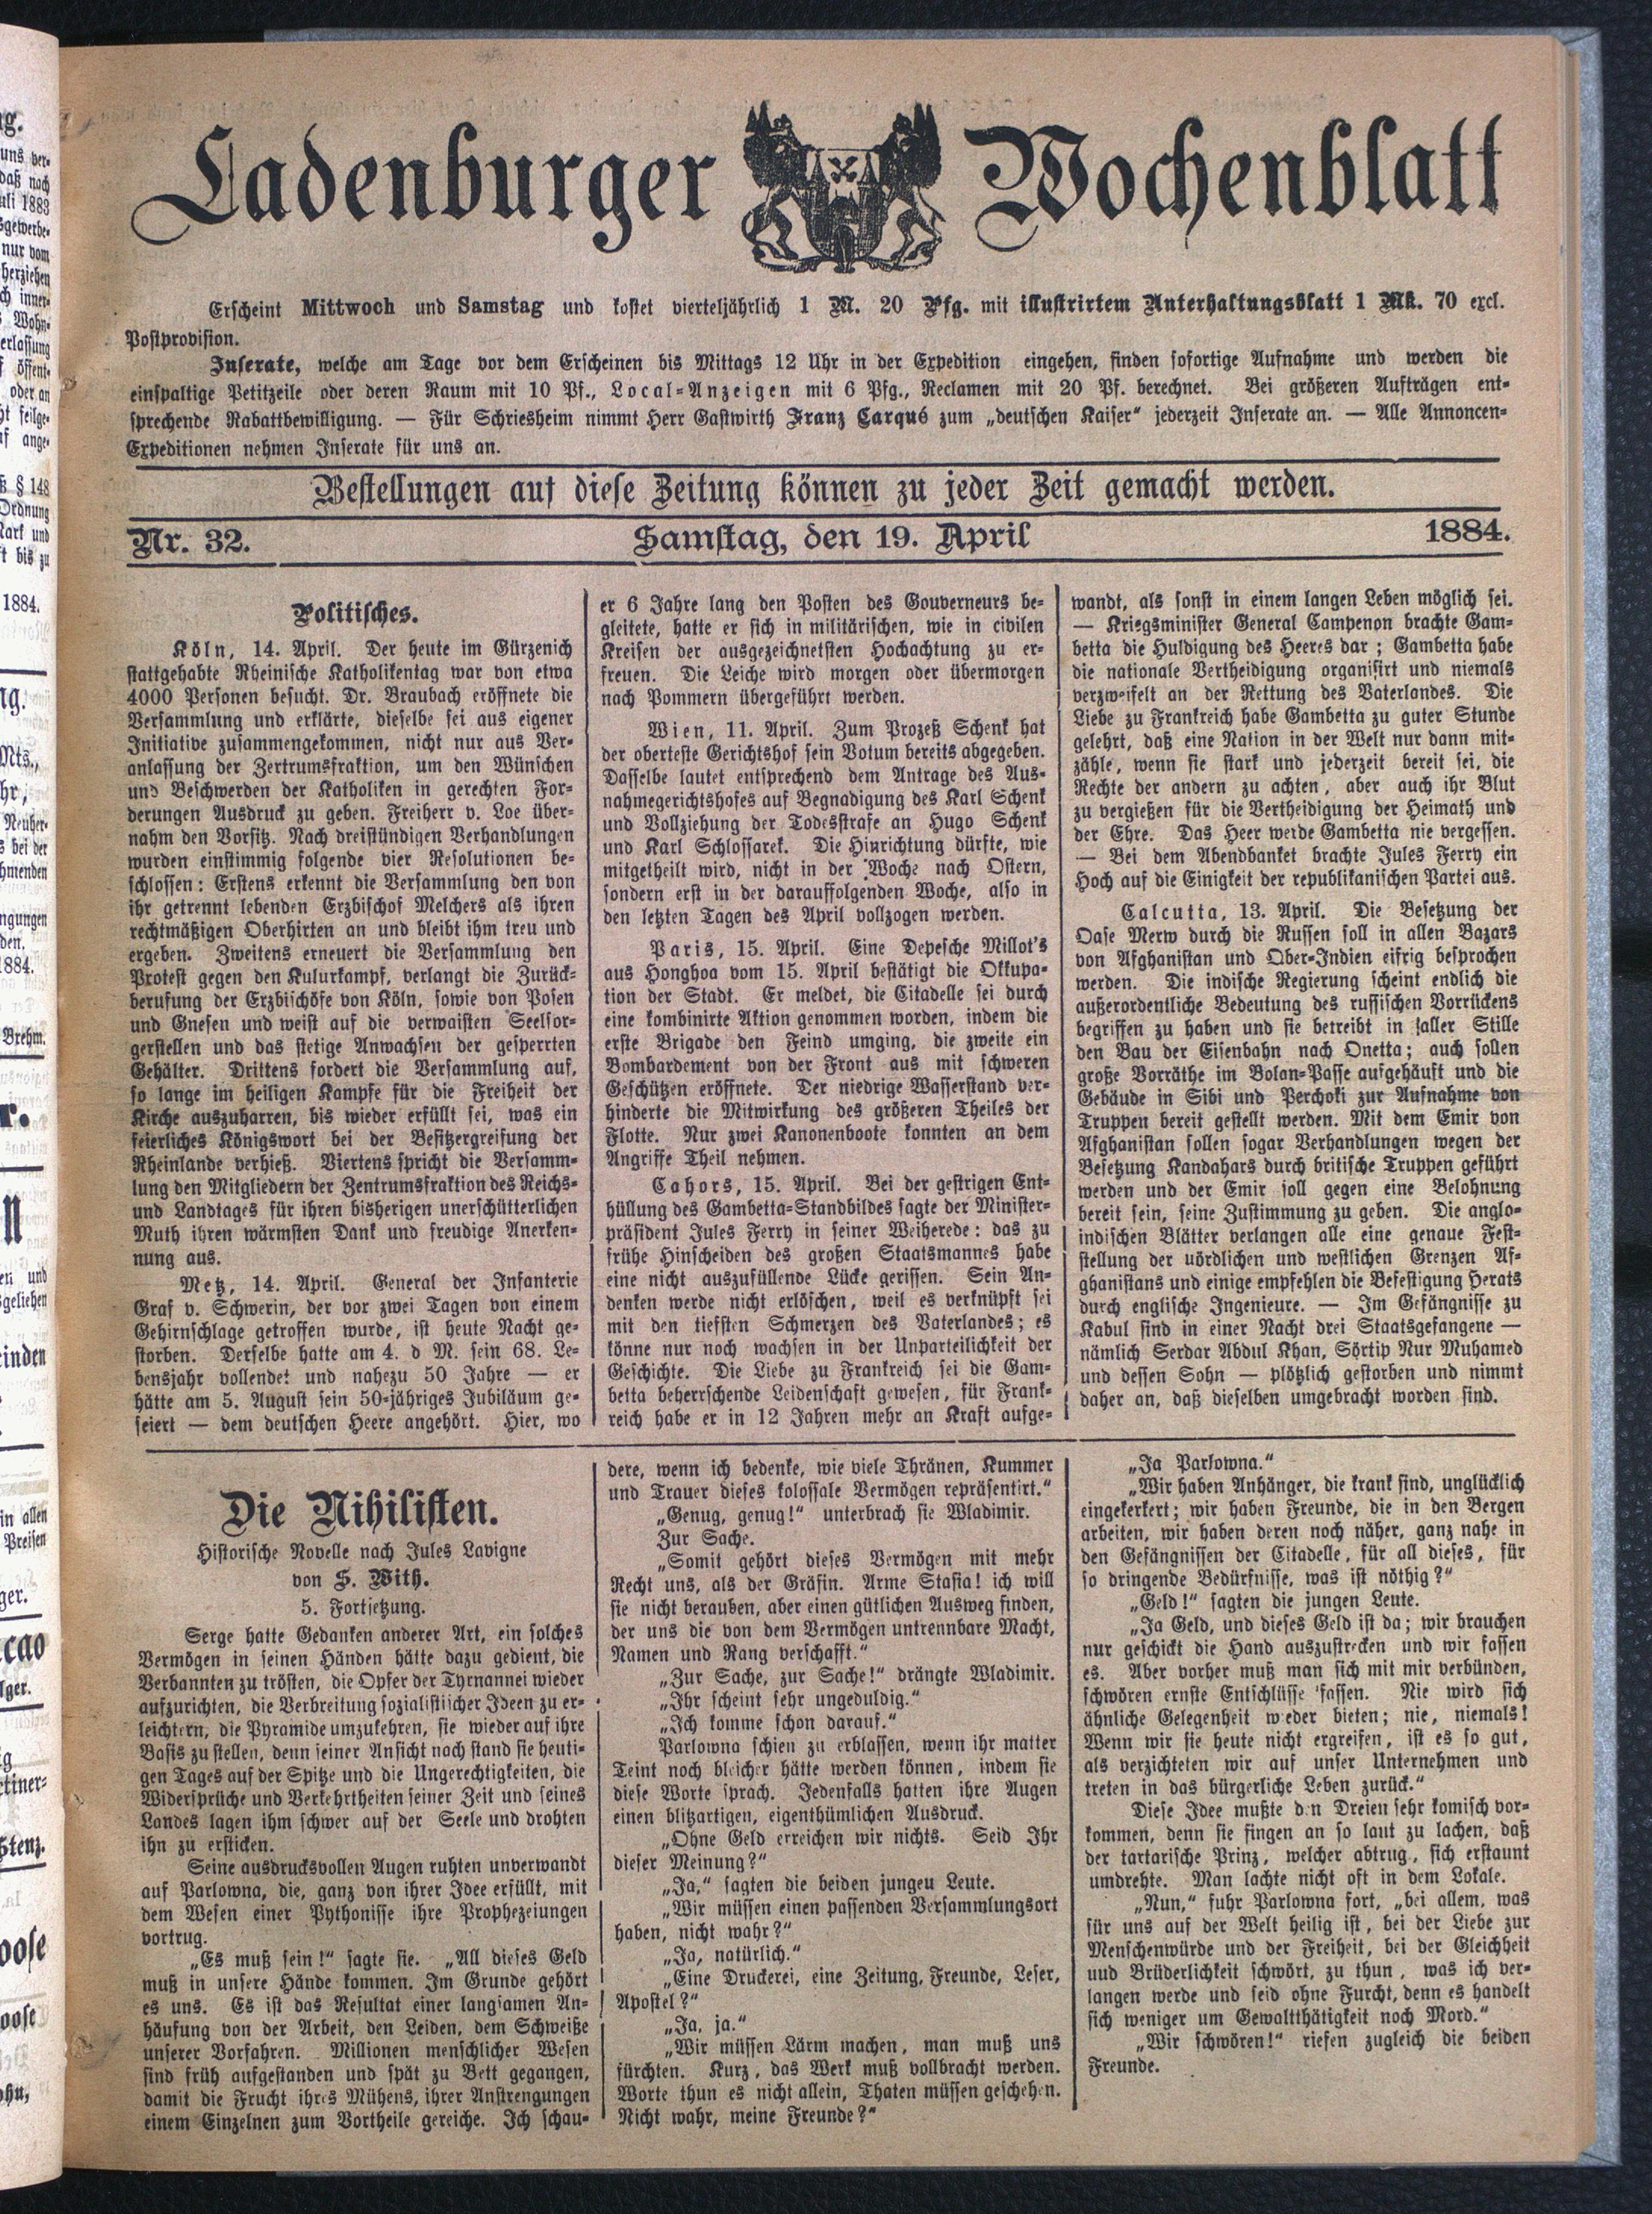 Ladenburger Wochenblatt
Erscheint Mittwoch und Samstag und kostet vierteljährlich 1 M. 20 Pfg. mit illustrirtem Unterhaltungsblatt 1 Mk. 70 excl.
Postprovision.
Inserate, welche am Tage vor dem Erscheinen bis Mittags 12 Uhr in der Expedition eingehen, finden sofortige Aufnahme und werden die
einspaltige Petitzeile oder deren Raum mit 10 Pf., Local-Anzeigen mit 6 Pfg., Reclamen mit 20 Pf. berechnet. Bei größeren Aufträgen ent-
sprechende Rabattbewilligung. — Für Schriesheim nimmt Herr Gastwirth Franz Carqué zum „deutschen Kaiser“ jederzeit Inserate an. — Alle Annoncen-
Expeditionen nehmen Inserate für uns an.
Bestellungen auf diese Zeitung können zu jeder Zeit gemacht werden.
Nr. 32. Samstag, den 19. April 1884.
Politisches.
Köln, 14. April. Der heute im Gürzenich
stattgehabte Rheinische Katholikentag war von etwa
4000 Personen besucht. Dr. Braubach eröffnete die
Versammlung und erklärte, dieselbe sei aus eigener
Initiative zusammengekommen, nicht nur aus Ver-
anlassung der Zertrumsfraktion, um den Wünschen
und Beschwerden der Katholiken in gerechten For-
derungen Ausdruck zu geben. Freiherr v. Loe über-
nahm den Vorsitz. Nach dreistündigen Verhandlungen
wurden einstimmig folgende vier Resolutionen be-
schlossen: Erstens erkennt die Versammlung den von
ihr getrennt lebenden Erzbischof Melchers als ihren
rechtmäßigen Oberhirten an und bleibt ihm treu und
ergeben. Zweitens erneuert die Versammlung den
Protest gegen den Kulurkampf, verlangt die Zurück-
berufung der Erzbischöfe von Köln, sowie von Posen
und Gnesen und weist auf die verwaisten Seelsor-
gerstellen und das stetige Anwachsen der gesperrten
Gehälter. Drittens fordert die Versammlung auf,
so lange im heiligen Kampfe für die Freiheit der
Kirche auszuharren, bis wieder erfüllt sei, was ein
feierliches Königswort bei der Besitzergreifung der
Rheinlande verhieß. Viertens spricht die Versamm-
lung den Mitgliedern der Zentrumsfraktion des Reichs-
und Landtages für ihren bisherigen unerschütterlichen
Muth ihren wärmsten Dank und freudige Anerken-
nung aus.
Metz, 14. April. General der Infanterie
Graf v. Schwerin, der vor zwei Tagen von einem
Gehirnschlage getroffen wurde, ist heute Nacht ge-
storben. Derselbe hatte am 4. d M. sein 68. Le-
bensjahr vollendet und nahezu 50 Jahre — er
hätte am 5. August sein 50-jähriges Jubiläum ge-
feiert — dem deutschen Heere angehört. Hier, wo
er 6 Jahre lang den Posten des Gouverneurs be-
gleitete, hatte er sich in militärischen, wie in civilen
Kreisen der ausgezeichnetsten Hochachtung zu er-
freuen. Die Leiche wird morgen oder übermorgen
nach Pommern übergeführt werden.
Wien, 11. April. Zum Prozeß Schenk hat
der oberteste Gerichtshof sein Votum bereits abgegeben.
Dasselbe lautet entsprechend dem Antrage des Aus-
nahmegerichtshofes auf Begnadigung des Karl Schenk
und Vollziehung der Todesstrafe an Hugo Schenk
und Karl Schlossarek. Die Hinrichtung dürfte, wie
mitgetheilt wird, nicht in der Woche nach Ostern,
sondern erst in der darauffolgenden Woche, also in
den letzten Tagen des April vollzogen werden.
Paris, 15. April. Eine Depesche Millot's
aus Honghoa vom 15. April bestätigt die Okkupa-
tion der Stadt. Er meldet, die Citadelle sei durch
eine kombinirte Aktion genommen worden, indem die
erste Brigade den Feind umging, die zweite ein
Bombardement von der Front aus mit schweren
Geschützen eröffnete. Der niedrige Wasserstand ver-
hinderte die Mitwirkung des größeren Theiles der
Flotte. Nur zwei Kanonenboote konnten an dem
Angriffe Theil nehmen.
Cahors, 15. April. Bei der gestrigen Ent-
hüllung des Gambetta-Standbildes sagte der Minister-
präsident Jules Ferry in seiner Weiherede: das zu
frühe Hinscheiden des großen Staatsmannes habe
eine nicht auszufüllende Lücke gerissen. Sein An-
denken werde nicht erlöschen, weil es verknüpft sei
mit den tiefsten Schmerzen des Vaterlandes; es
könne nur noch wachsen in der Unparteilichkeit der
Geschichte. Die Liebe zu Frankreich sei die Gam-
betta beherrschende Leidenschaft gewesen, für Frank-
reich habe er in 12 Jahren mehr an Kraft aufge-
wandt, als sonst in einem langen Leben möglich sei.
— Kriegsminister General Campenon brachte Gam-
betta die Huldigung des Heeres dar; Gambetta habe
die nationale Vertheidigung organisirt und niemals
verzweifelt an der Rettung des Vaterlandes. Die
Liebe zu Frankreich habe Gambetta zu guter Stunde
gelehrt, daß eine Nation in der Welt nur dann mit-
zähle, wenn sie stark und jederzeit bereit sei, die
Rechte der andern zu achten, aber auch ihr Blut
zu vergießen für die Vertheidigung der Heimath und
der Ehre. Das Heer werde Gambetta nie vergessen.
— Bei dem Abendbanket brachte Jules Ferry ein
Hoch auf die Einigkeit der republikanischen Partei aus.
Calcutta, 13. April. Die Besetzung der
Oase Merw durch die Russen soll in allen Bazars
von Afghanistan und Ober-Indien eifrig besprochen
werden. Die indische Regierung scheint endlich die
außerordentliche Bedeutung des russischen Vorrückens
begriffen zu haben und sie betreibt in saller Stille
den Bau der Eisenbahn nach Onetta; auch sollen
große Vorräthe im Bolan-Passe aufgehäuft und die
Gebäude in Sibi und Perchoki zur Aufnahme von
Truppen bereit gestellt werden. Mit dem Emir von
Afghanistan sollen sogar Verhandlungen wegen der
Besetzung Kandahars durch britische Truppen geführt
werden und der Emir soll gegen eine Belohnung
bereit sein, seine Zustimmung zu geben. Die anglo-
indischen Blätter verlangen alle eine genaue Fest-
stellung der uördlichen und westlichen Grenzen Af-
ghanistans und einige empfehlen die Befestigung Herats
durch englische Ingenieure. — Im Gefängnisse zu
Kabul sind in einer Nacht drei Staatsgefangene —
nämlich Serdar Abdul Khan, Sörtip Nur Muhamed
und dessen Sohn — plötzlich gestorben und nimmt
daher an, daß dieselben umgebracht worden sind.
Die Nihilisten.
Historische Novelle nach Jules Lavigne
von S. With.
5. Fortsetzung.
Serge hatte Gedanken anderer Art, ein solches
Vermögen in seinen Händen hätte dazu gedient, die
Verbannten zu trösten, die Opfer der Tyrnannei wieder
aufzurichten, die Verbreitung sozialistischer Ideen zu er-
leichtern, die Pyramide umzukehren, sie wieder auf ihre
Basis zu stellen, denn seiner Ansicht nach stand sie heuti-
gen Tages auf der Spitze und die Ungerechtigkeiten, die
Widersprüche und Verkehrtheiten seiner Zeit und seines
Landes lagen ihm schwer auf der Seele und drohten
ihn zu ersticken.
Seine ausdrucksvollen Augen ruhten unverwandt
auf Parlowna, die, ganz von ihrer Idee erfüllt, mit
dem Wesen einer Pythonisse ihre Prophezeiungen
vortrug.
„Es muß sein!“ sagte sie. „All dieses Geld
muß in unsere Hände kommen. Im Grunde gehört
es uns. Es ist das Resultat einer langsamen An-
häufung von der Arbeit, den Leiden, dem Schweiße
unserer Vorfahren. Millionen menschlicher Wesen
sind früh aufgestanden und spät zu Bett gegangen,
damit die Frucht ihres Mühens, ihrer Anstrengungen
einem Einzelnen zum Vortheile gereiche. Ich schau-
dere, wenn ich bedenke, wie viele Thränen, Kummer
und Trauer dieses kolossale Vermögen repräsentirt.“
„Genug, genug!“ unterbrach sie Wladimir.
Zur Sache.
„Somit gehört dieses Vermögen mit mehr
Recht uns, als der Gräfin. Arme Stasia! ich will
sie nicht berauben, aber einen gütlichen Ausweg finden,
der uns die von dem Vermögen untrennbare Macht,
Namen und Rang verschafft.“
„Zur Sache, zur Sache!“ drängte Wladimir.
„Ihr scheint sehr ungeduldig.“
„Ich komme schon darauf.“
Parlowna schien zu erblassen, wenn ihr matter
Teint noch bleicher hätte werden können, indem sie
diese Worte sprach. Jedenfalls hatten ihre Augen
einen blitzartigen, eigenthümlichen Ausdruck.
„Ohne Geld erreichen wir nichts. Seid Ihr
dieser Meinung?“
„Ja,“ sagten die beiden jungeu Leute.
„Wir müssen einen passenden Versammlungsort
haben, nicht wahr?“
„Ja, natürlich.“
„Eine Druckerei, eine Zeitung, Freunde, Leser,
Apostel?“
„Ja, ja.“
„Wir müssen Lärm machen, man muß uns
fürchten. Kurz, das Werk muß vollbracht werden.
Worte thun es nicht allein, Thaten müssen geschehen.
Nicht wahr, meine Freunde?“
„Ja Parlowna.“
„Wir haben Anhänger, die krank sind, unglücklich
eingekerkert; wir haben Freunde, die in den Bergen
arbeiten, wir haben deren noch näher, ganz nahe in
den Gefängnissen der Citadelle, für all dieses, für
so dringende Bedürfnisse, was ist nöthig?“
„Geld!“ sagten die jungen Leute.
„Ja Geld, und dieses Geld ist da; wir brauchen
nur geschickt die Hand auszustrecken und wir fassen
es. Aber vorher muß man sich mit mir verbünden,
schwören ernste Entschlüsse fassen. Nie wird sich
ähnliche Gelegenheit wieder bieten; nie, niemals!
Wenn wir sie heute nicht ergreifen, ist es so gut,
als verzichteten wir auf unser Unternehmen und
treten in das bürgerliche Leben zurück.“
Diese Idee mußte den Dreien sehr komisch vor-
kommen, denn sie fingen an so laut zu lachen, daß
der tartarische Prinz, welcher abtrug, sich erstaunt
umdrehte. Man lachte nicht oft in dem Lokale.
„Nun,“ fuhr Parlowna fort, „bei allem, was
für uns auf der Welt heilig ist, bei der Liebe zur
Menschenwürde und der Freiheit, bei der Gleichheit
uud Brüderlichkeit schwört, zu thun, was ich ver-
langen werde und seid ohne Furcht, denn es handelt
sich weniger um Gewaltthätigkeit noch Mord.“
„Wir schwören!“ riefen zugleich die beiden
Freunde.